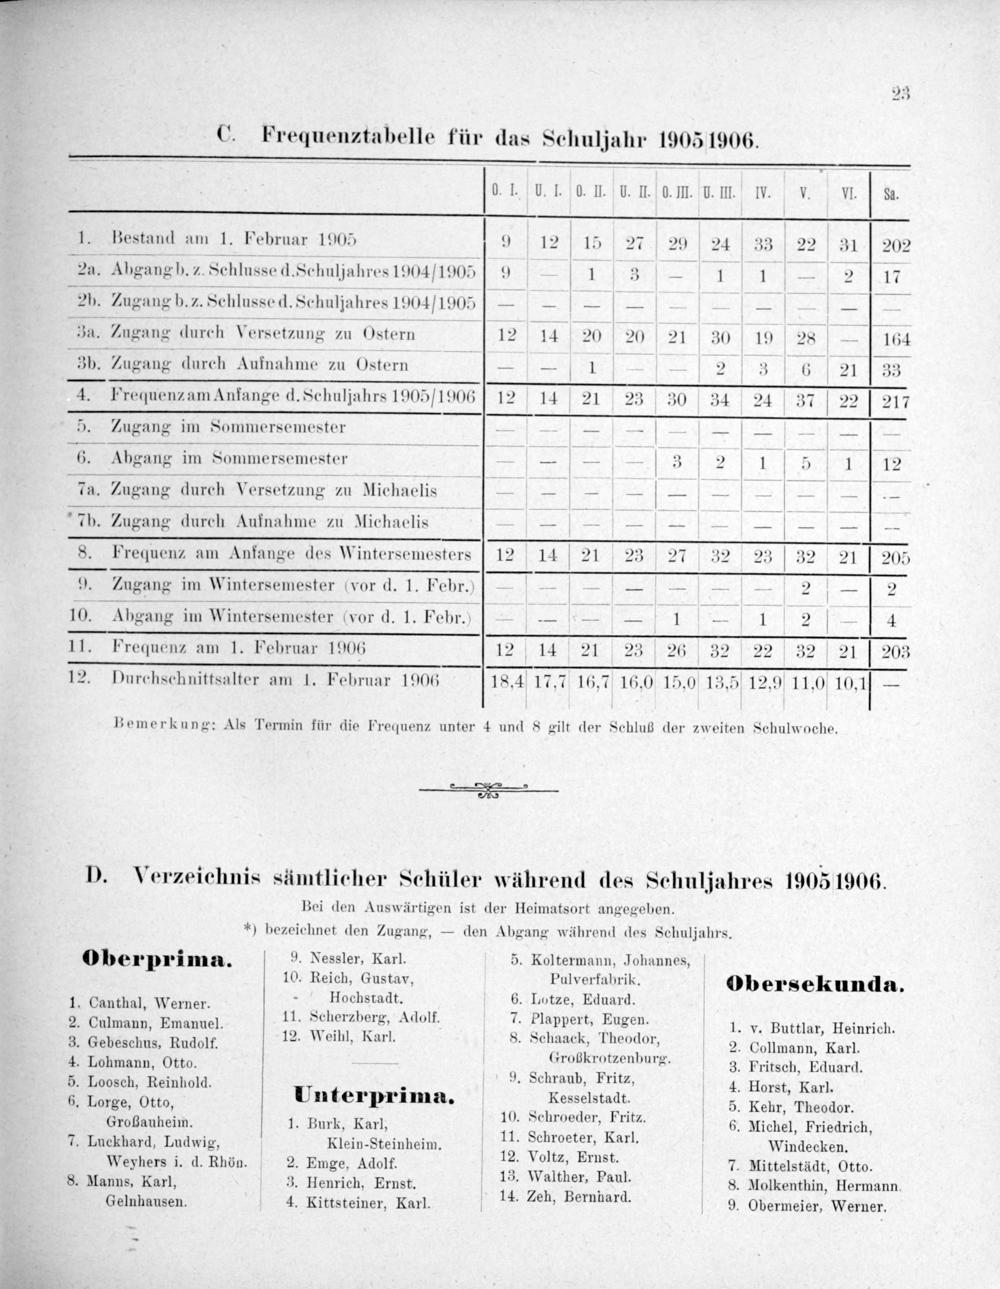 23
C. Frequenztabelle für das Schuljahr 1905|1906.
O. I. U. I. O. II. U. II. O. III. U. III. IV. V. VI. Sa.
1. Bestand am 1. Februar 1905 9 12 15 27 29 24 33 22 31 202
2a. Abgang b. z. Schlusse d. Schuljahres 1904/1905 9 — 1 3 — 1 1 — 2 17
2b. Zugang b. z. Schlusse d. Schuljahres 1904/1905 — — — — — — — — — —
3a. Zugang durch Versetzung zu Ostern 12 14 20 20 21 30 19 28 — 164
3b. Zugang durch Aufnahme zu Ostern — — 1 — — 2 3 6 21 33
4. Frequenz am Anfange d. Schuljahrs 1905/1906 12 14 21 23 30 34 24 37 22 217
5. Zugang im Sommersemester — — — — — — — — — —
6. Abgang im Sommersemester — — — — 3 2 1 5 1 12
7a. Zugang durch Versetzung zu Michaelis — — — — — — — — — —
7b. Zugang durch Aufnahme zu Michaelis — — — — — — — — — —
8. Frequenz am Anfange des Wintersemesters 12 14 21 23 27 32 23 32 21 205
9. Zugang im Wintersemester (vor d. 1. Febr.) — — — — — — — 2 — 2
10. Abgang im Wintersemester (vor d. 1. Febr.) — — — — 1 — 1 2 — 4
11. Frequenz am 1. Februar 1906 12 14 21 23 26 32 22 32 21 203
12. Durchschnittsalter am 1. Februar 1906 18,4 17,7 16,7 16,0 15,0 13,5 12,9 11,0 10,1 —
Bemerkung: Als Termin für die Frequenz unter 4 und 8 gilt der Schluß der zweiten Schulwoche.
D. Verzeichnis sämtlicher Schüler während des Schuljahres 1905|1906.
Bei den Auswärtigen ist der Heimatsort angegeben.
*) bezeichnet den Zugang, — den Abgang während des Schuljahrs.
Oberprima.
1. Canthal, Werner.
2. Culmann, Emanuel.
3. Gebeschus, Rudolf.
4. Lohmann, Otto.
5. Loosch, Reinhold.
6. Lorge, Otto,
Großauheim.
7. Luckhard, Ludwig,
Weyhers i. d. Rhön.
8. Manns, Karl,
Gelnhausen.
9. Nessler, Karl.
10. Reich, Gustav,
Hochstadt.
11. Scherzberg, Adolf.
12. Weihl, Karl.
Unterprima.
1. Burk, Karl,
Klein-Steinheim.
2. Emge, Adolf.
3. Henrich, Ernst.
4. Kittsteiner, Karl.
5. Koltermann, Johannes,
Pulverfabrik.
6. Lotze, Eduard.
7. Plappert, Eugen.
8. Schaack, Theodor,
Großkrotzenburg.
9. Schraub, Fritz,
Kesselstadt.
10. Schroeder, Fritz.
11. Schroeter, Karl.
12. Voltz, Ernst.
13. Walther, Paul.
14. Zeh, Bernhard.
Obersekunda.
1. v. Buttlar, Heinrich.
2. Collmann, Karl.
3. Fritsch, Eduard.
4. Horst, Karl.
5. Kehr, Theodor.
6. Michel, Friedrich,
Windecken.
7. Mittelstädt, Otto.
8. Molkenthin, Hermann
9. Obermeier, Werner.